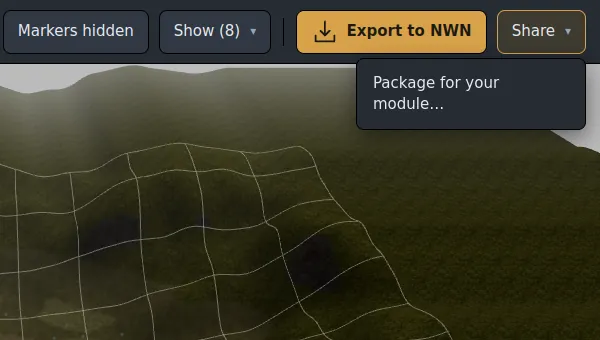 Markers hidden
Show (8)
Export to NWN
Share
Package for your
module...